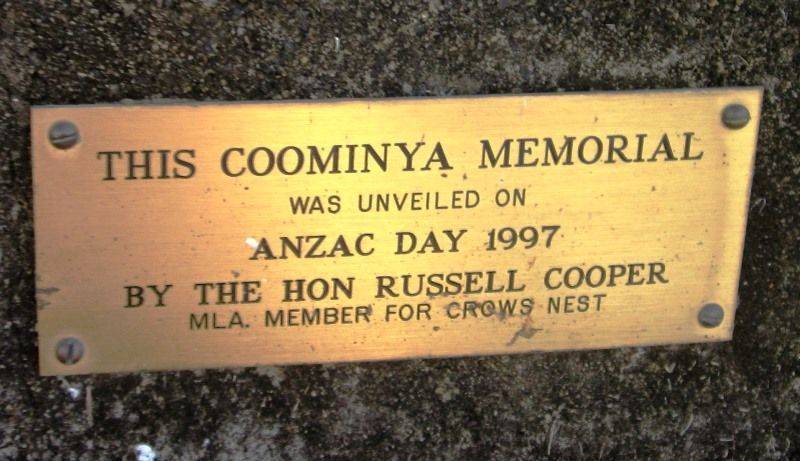 THIS COOMINYA MEMORIAL
WAS UNVEILED ON
ANZAC DAY 1997
BY THE HON RUSSELL COOPER
MLA. MEMBER FOR CROWS NEST